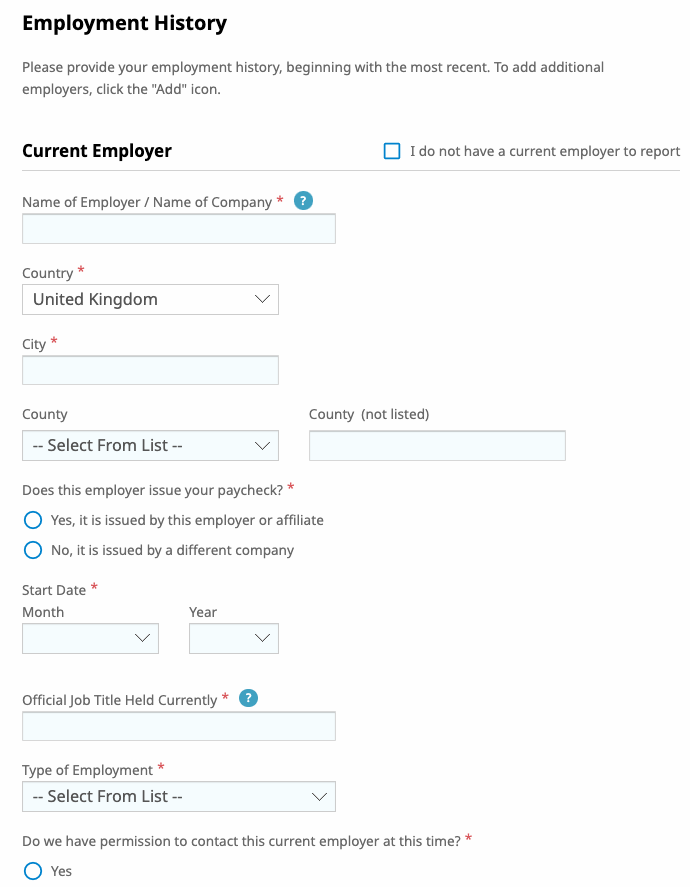 Employment History
Please provide your employment history, beginning with the most recent. To add additional
employers, click the "Add" icon.
Current Employer
I do not have a current employer to report
Name of Employer / Name of Company * ?
Country *
United Kingdom
City *
County
County (not listed)
-- Select From List --
Does this employer issue your paycheck? *
Yes, it is issued by this employer or affiliate
No, it is issued by a different company
Start Date *
Month
Year
Official Job Title Held Currently * ?
Type of Employment *
-- Select From List --
Do we have permission to contact this current employer at this time? *
Yes